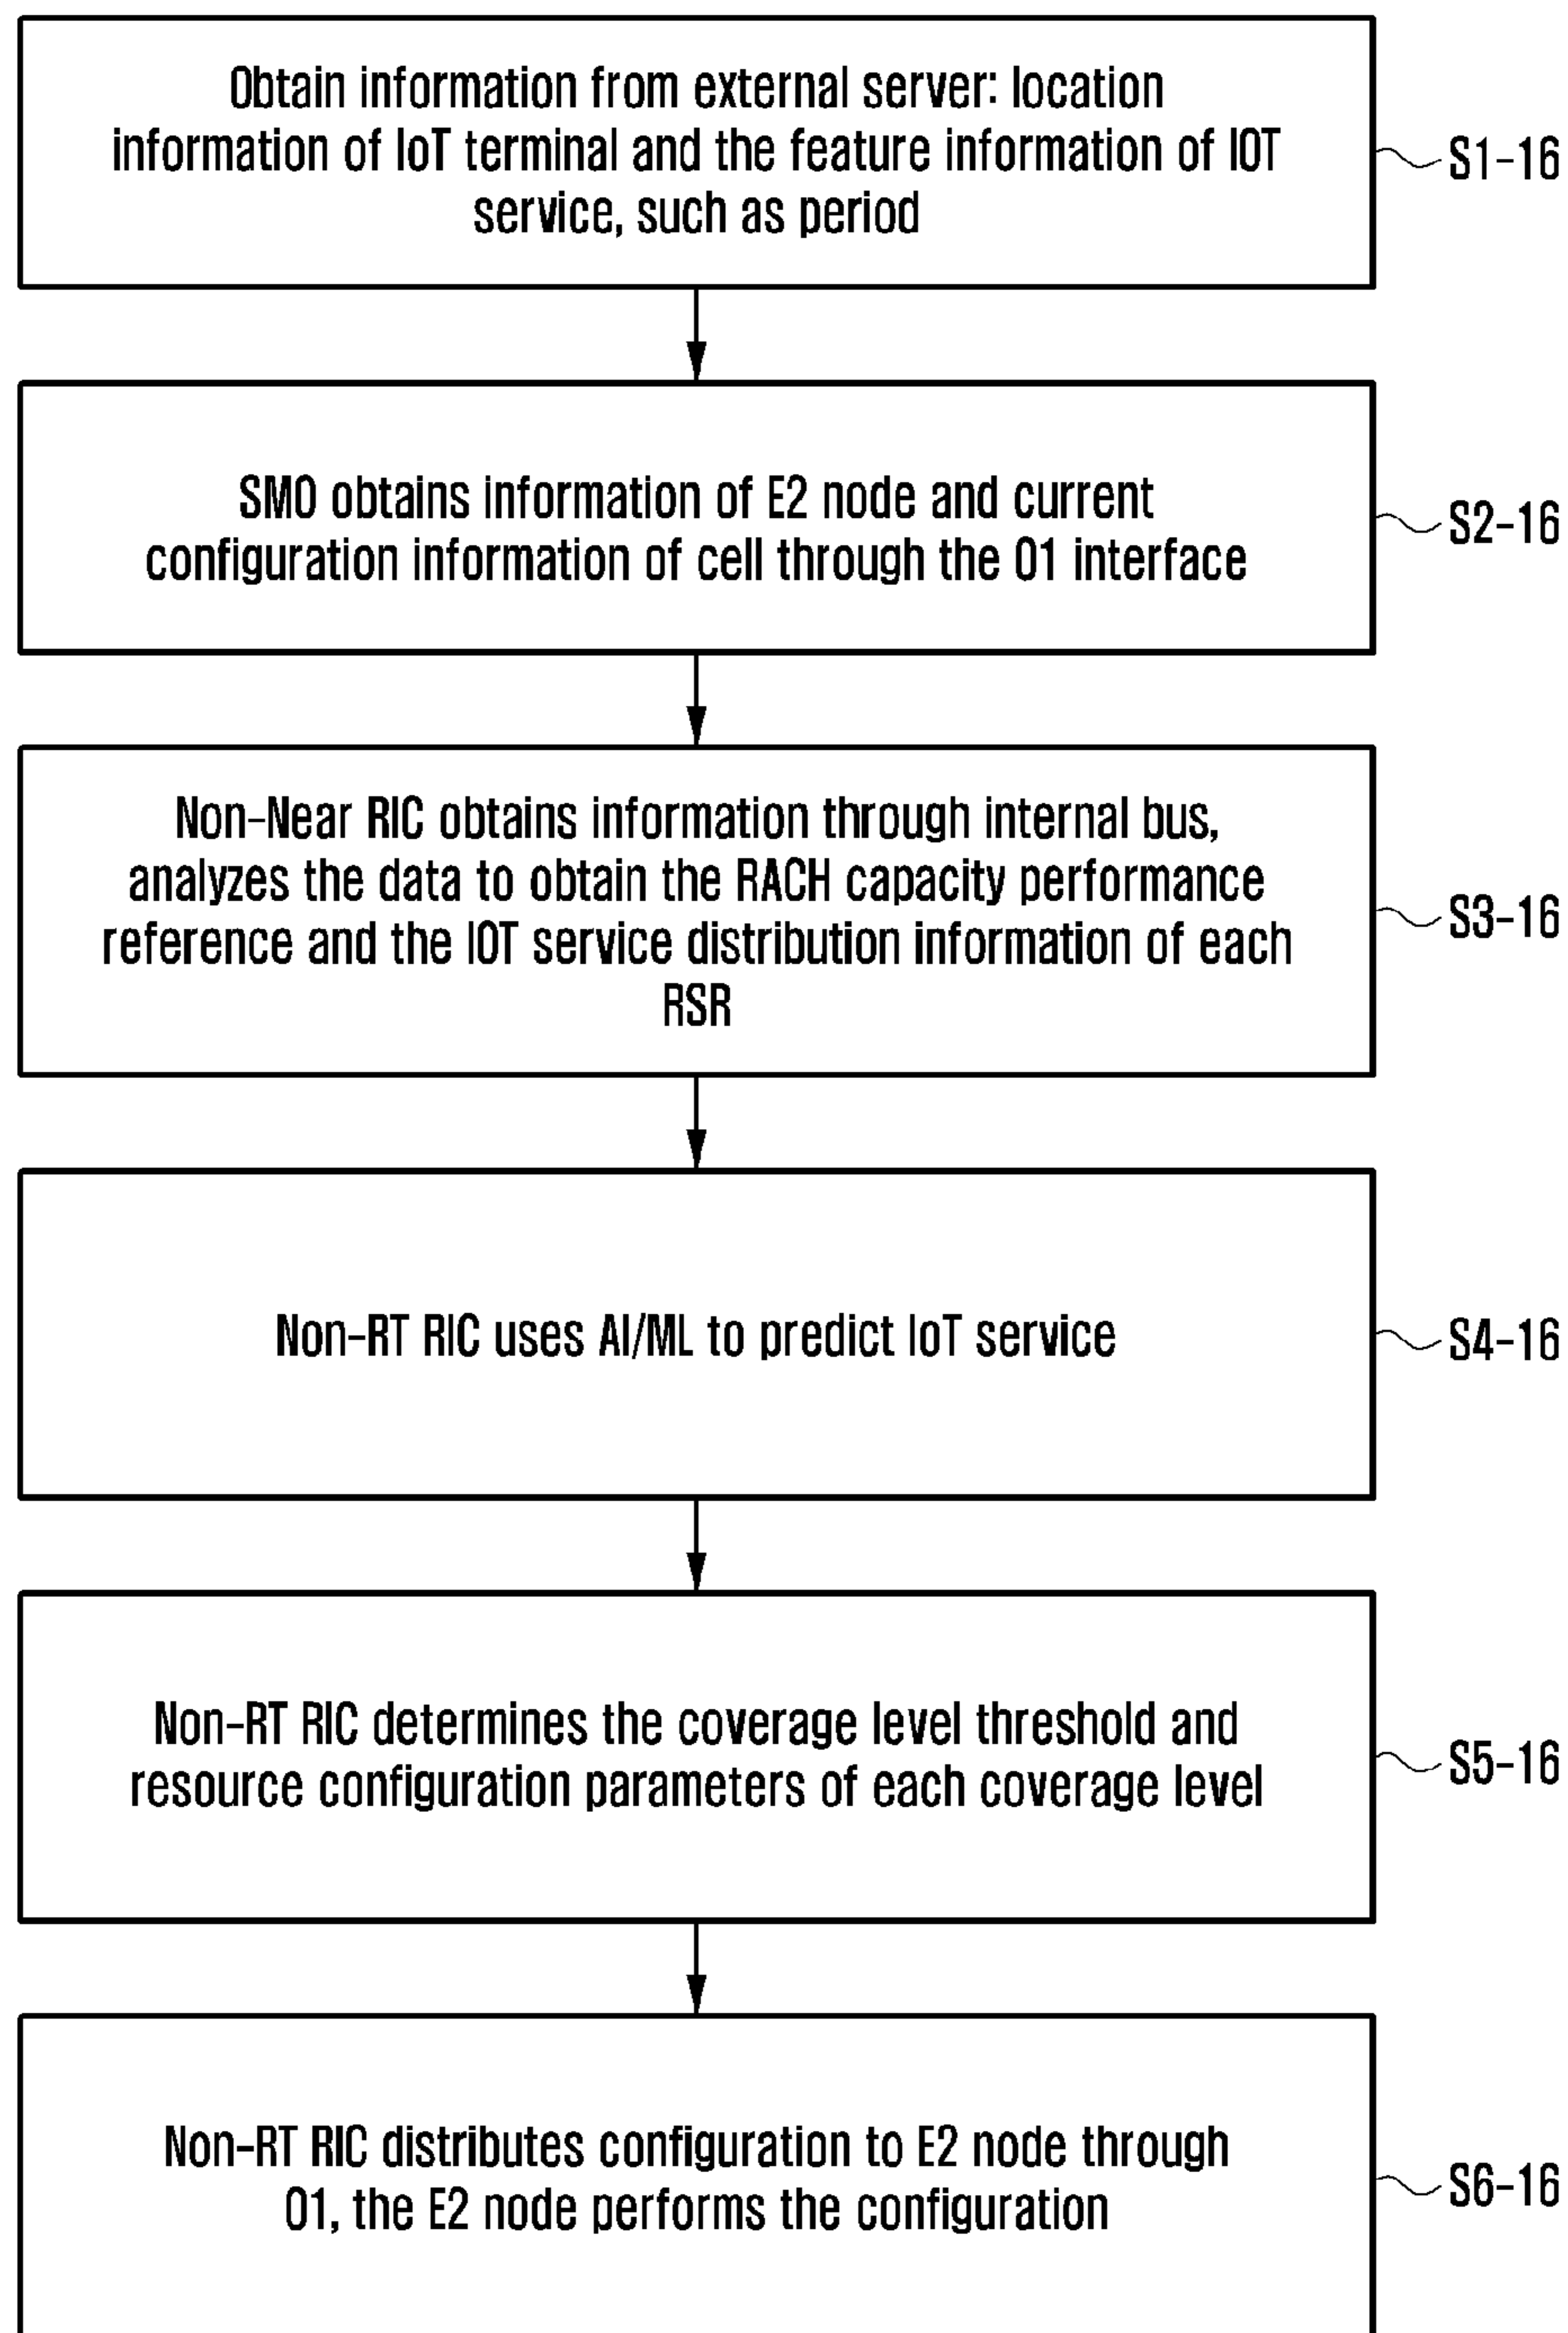 Obtain information from external server: location
information of IoT terminal and the feature information of IOT
service, such as period
S1-16
SMO obtains information of E2 node and current
configuration information of cell through the O1 interface
S2-16
Non-Near RIC obtains information through internal bus,
analyzes the data to obtain the RACH capacity performance
reference and the IOT service distribution information of each
RSR
S3-16
Non-RT RIC uses AI/ML to predict IoT service
S4-16
Non-RT RIC determines the coverage level threshold and
resource configuration parameters of each coverage level
S5-16
Non-RT RIC distributes configuration to E2 node through
O1, the E2 node performs the configuration
S6-16